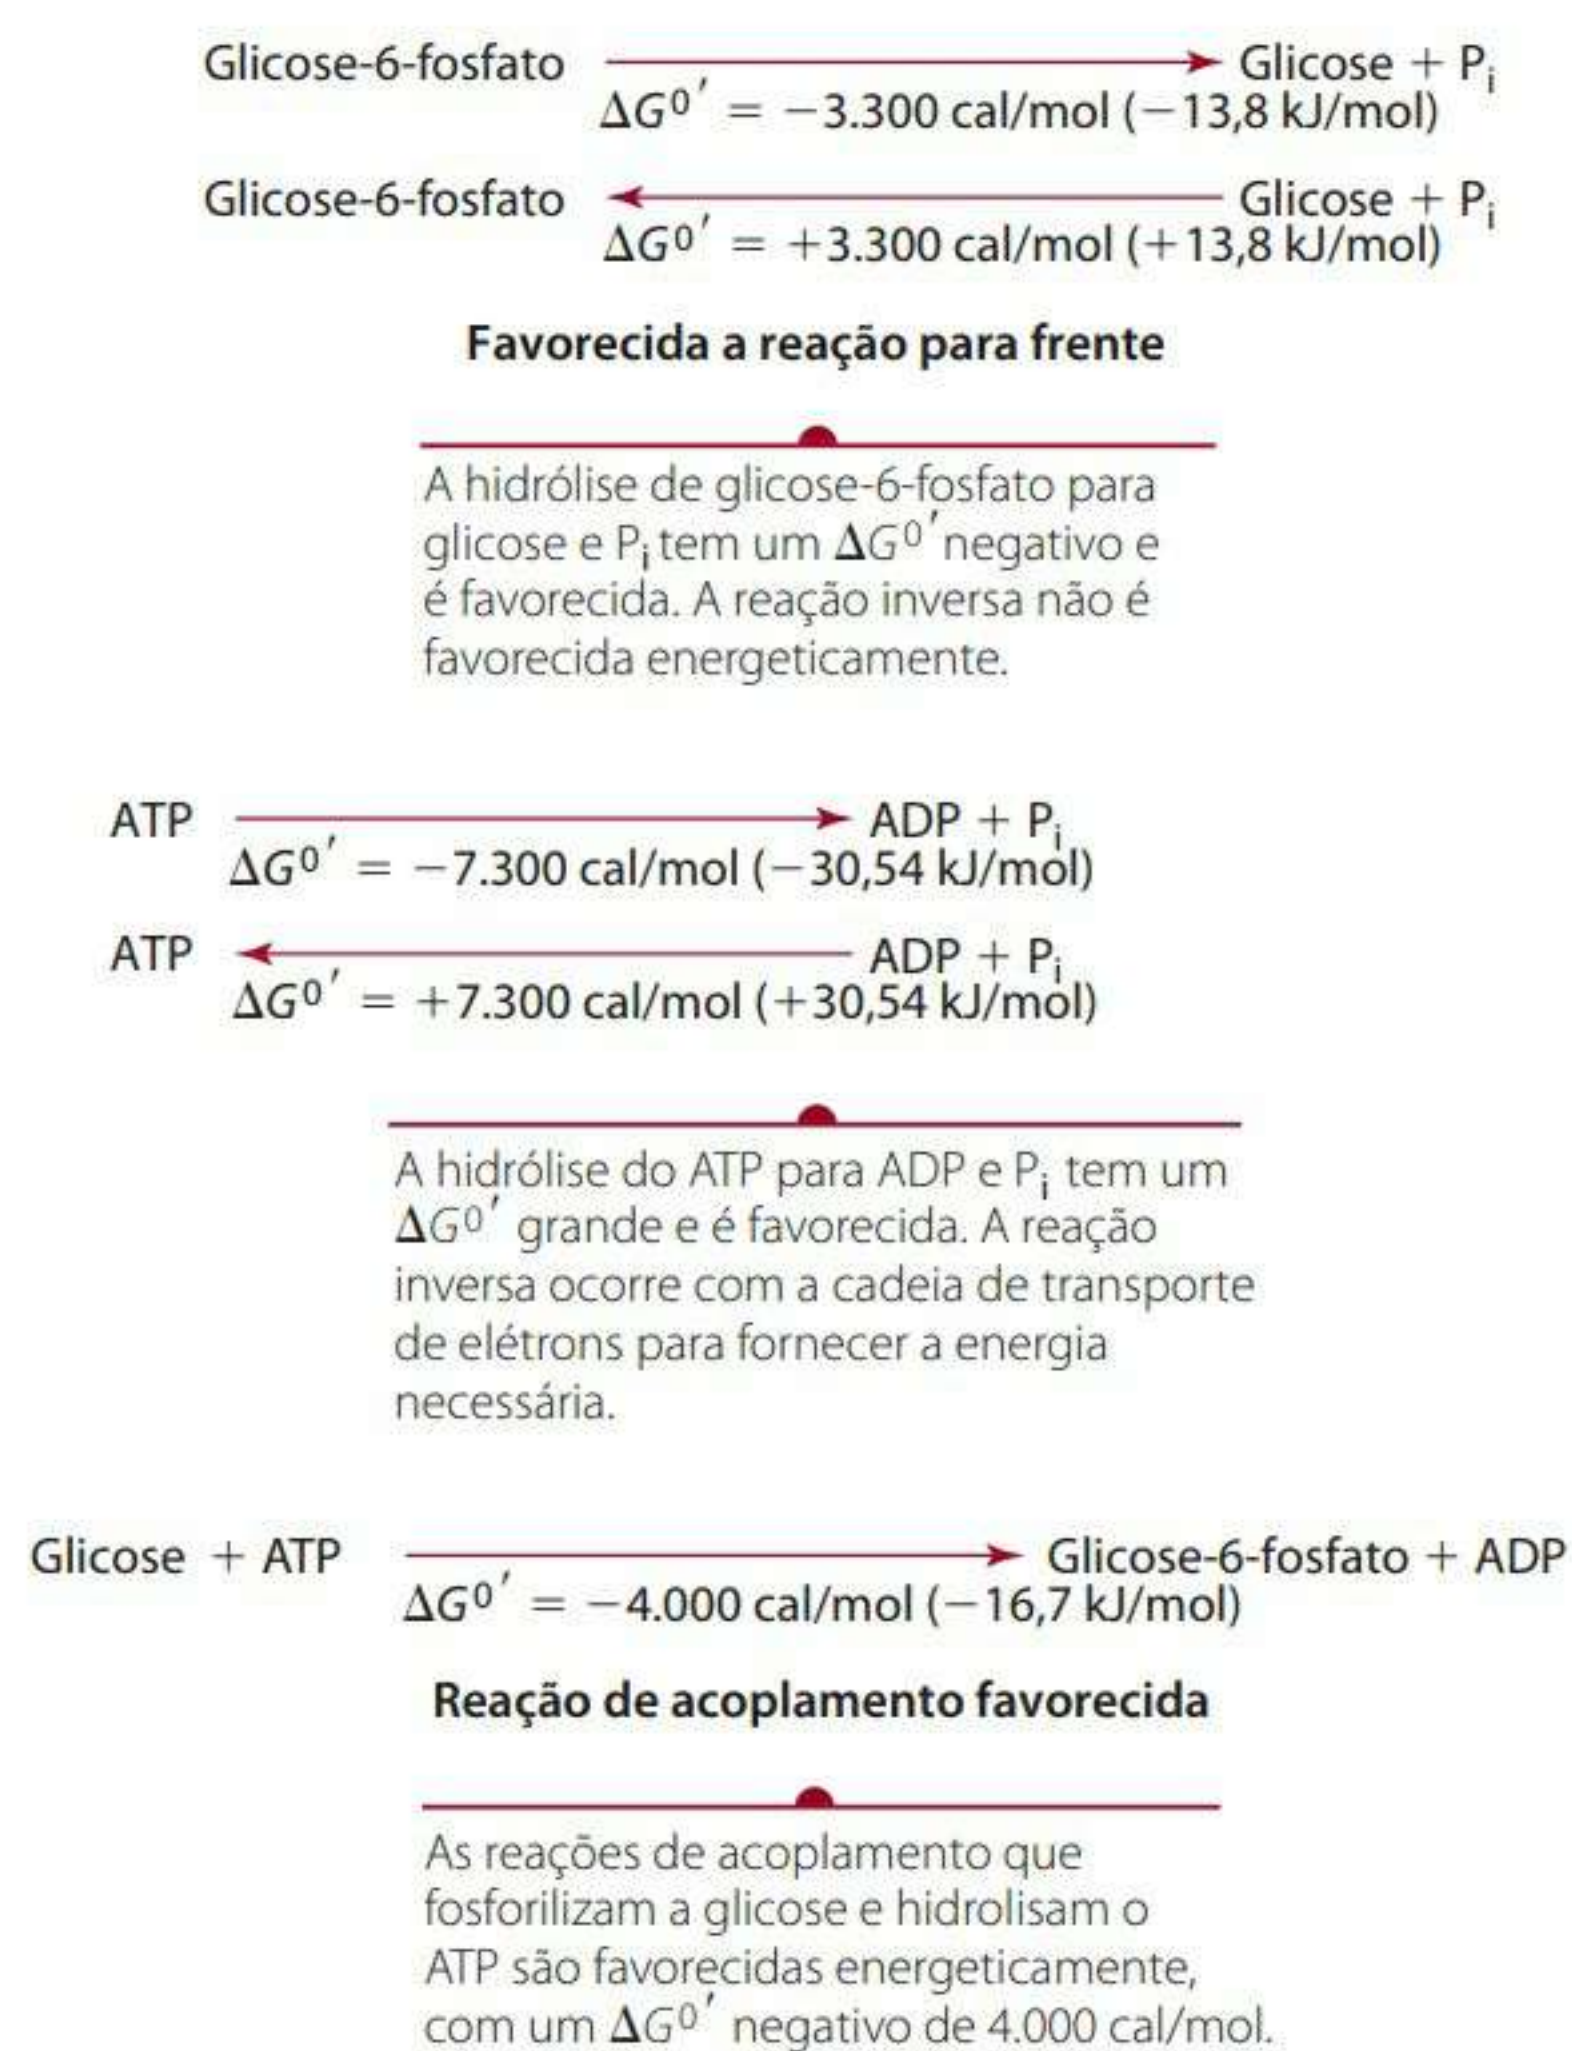 Glicose-6-fosfato → Glicose + Pi
ΔG0′ = −3.300 cal/mol (−13,8 kJ/mol)
Glicose-6-fosfato ← Glicose + Pi
ΔG0′ = +3.300 cal/mol (+13,8 kJ/mol)
Favorecida a reação para frente
A hidrólise de glicose-6-fosfato para
glicose e Pi tem um ΔG0′ negativo e
é favorecida. A reação inversa não é
favorecida energeticamente.
ATP → ADP + Pi
ΔG0′ = −7.300 cal/mol (−30,54 kJ/mol)
ATP ← ADP + Pi
ΔG0′ = +7.300 cal/mol (+30,54 kJ/mol)
A hidrólise do ATP para ADP e Pi tem um
ΔG0′ grande e é favorecida. A reação
inversa ocorre com a cadeia de transporte
de elétrons para fornecer a energia
necessária.
Glicose + ATP → Glicose-6-fosfato + ADP
ΔG0′ = −4.000 cal/mol (−16,7 kJ/mol)
Reação de acoplamento favorecida
As reações de acoplamento que
fosforilizam a glicose e hidrolisam o
ATP são favorecidas energeticamente,
com um ΔG0′ negativo de 4.000 cal/mol.